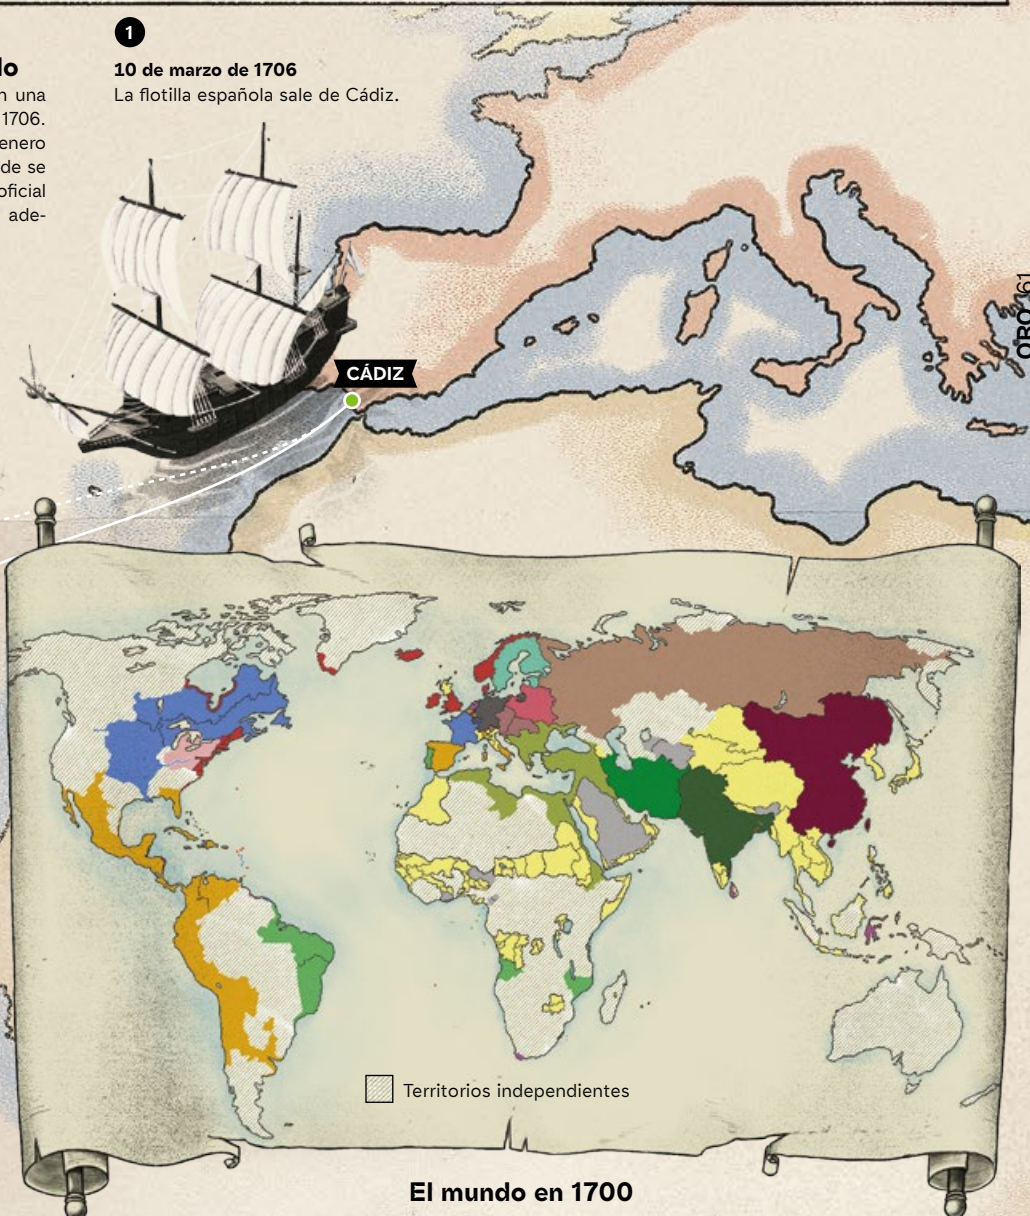 lo
n una
1706.
enero
de se
oficial
ade-
1
10 de marzo de 1706
La flotilla española sale de Cádiz.
CÁDIZ
ORO 61
Territorios independientes
El mundo en 1700